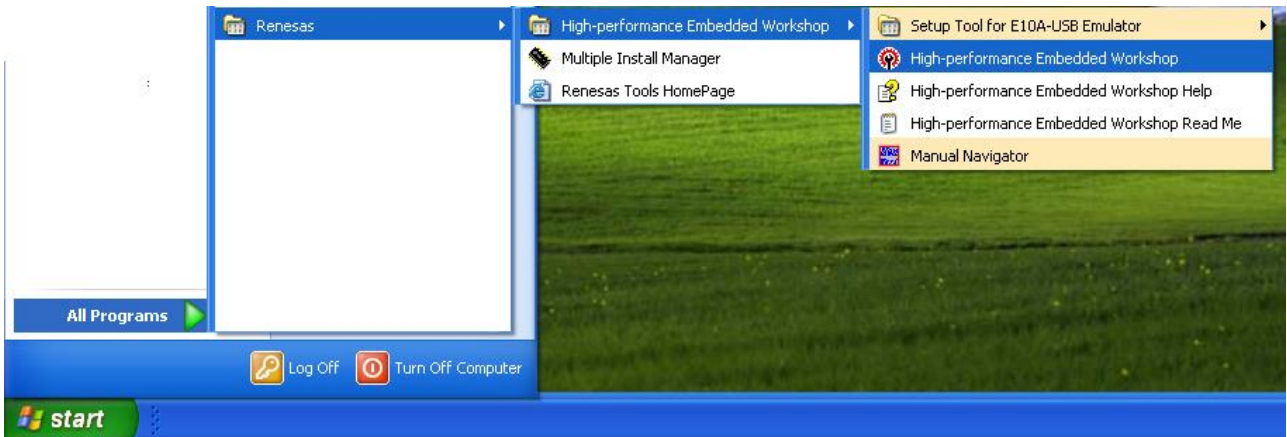 Renesas
High-performance Embedded Workshop
Multiple Install Manager
Renesas Tools HomePage
Setup Tool for E10A-USB Emulator
High-performance Embedded Workshop
High-performance Embedded Workshop Help
High-performance Embedded Workshop Read Me
Manual Navigator
All Programs
Log Off
Turn Off Computer
start